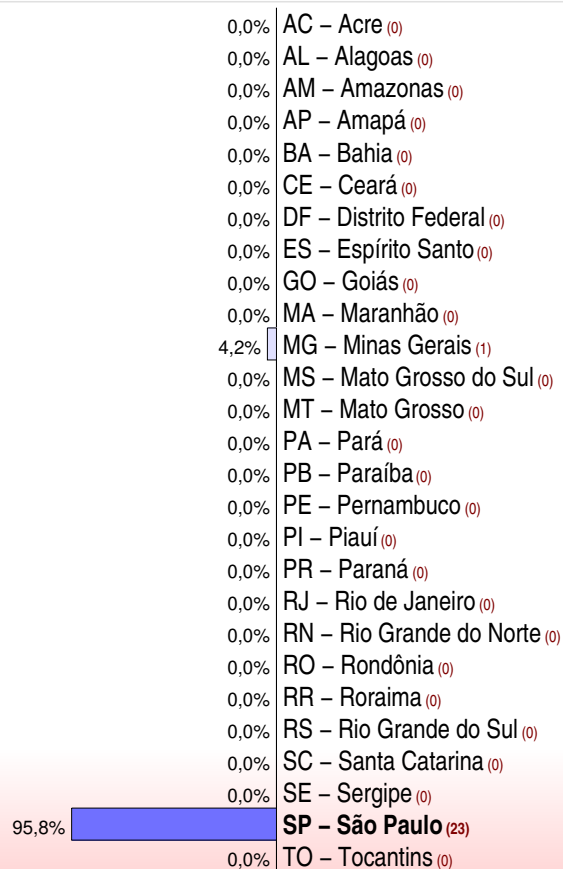 0,0% AC – Acre (0)
0,0% AL – Alagoas (0)
0,0% AM – Amazonas (0)
0,0% AP – Amapá (0)
0,0% BA – Bahia (0)
0,0% CE – Ceará (0)
0,0% DF – Distrito Federal (0)
0,0% ES – Espírito Santo (0)
0,0% GO – Goiás (0)
0,0% MA – Maranhão (0)
4,2% MG – Minas Gerais (1)
0,0% MS – Mato Grosso do Sul (0)
0,0% MT – Mato Grosso (0)
0,0% PA – Pará (0)
0,0% PB – Paraíba (0)
0,0% PE – Pernambuco (0)
0,0% PI – Piauí (0)
0,0% PR – Paraná (0)
0,0% RJ – Rio de Janeiro (0)
0,0% RN – Rio Grande do Norte (0)
0,0% RO – Rondônia (0)
0,0% RR – Roraima (0)
0,0% RS – Rio Grande do Sul (0)
0,0% SC – Santa Catarina (0)
0,0% SE – Sergipe (0)
95,8% SP – São Paulo (23)
0,0% TO – Tocantins (0)